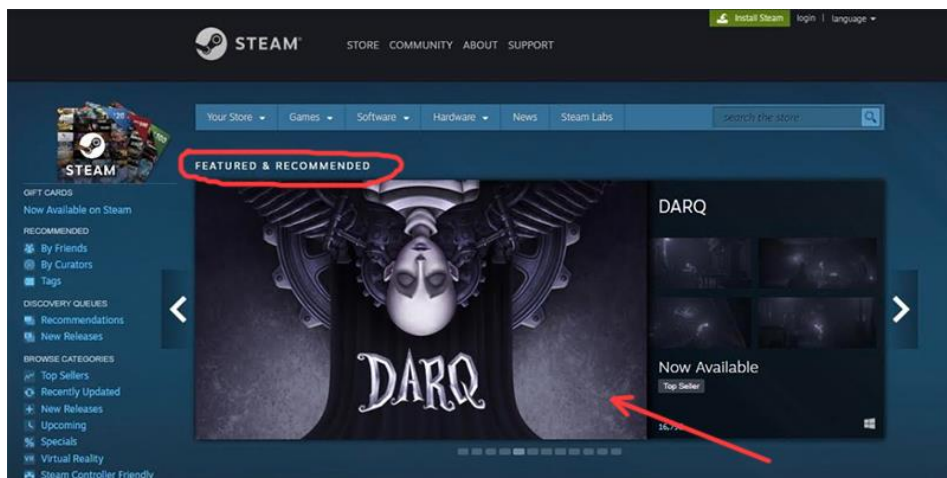 Install Steam login | language
STEAM®
STORE COMMUNITY ABOUT SUPPORT
Your Store Games Software Hardware News Steam Labs search the store
STEAM
FEATURED & RECOMMENDED
GIFT CARDS
Now Available on Steam
RECOMMENDED
By Friends
By Curators
Tags
DISCOVERY QUEUES
Recommendations
New Releases
BROWSE CATEGORIES
Top Sellers
Recently Updated
New Releases
Upcoming
Specials
VR Virtual Reality
Steam Controller Friendly
DARQ
DARQ
Now Available
Top Seller